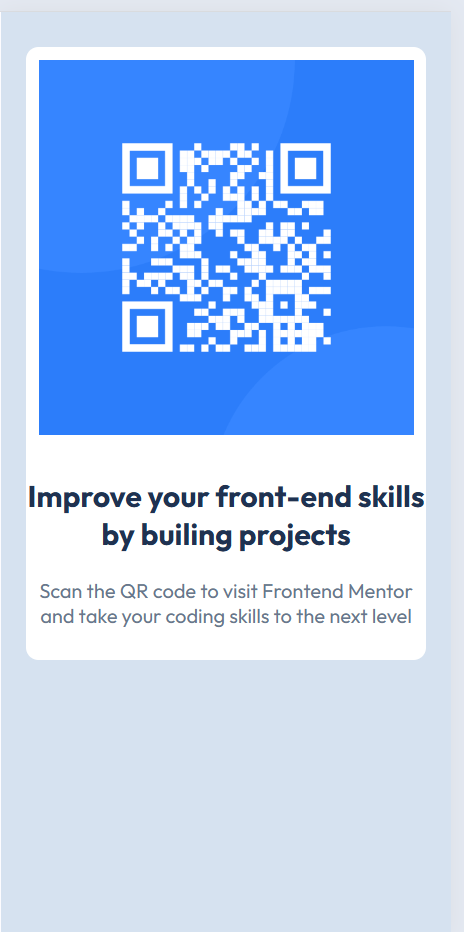 Improve your front-end skills
by builing projects
Scan the QR code to visit Frontend Mentor
and take your coding skills to the next level